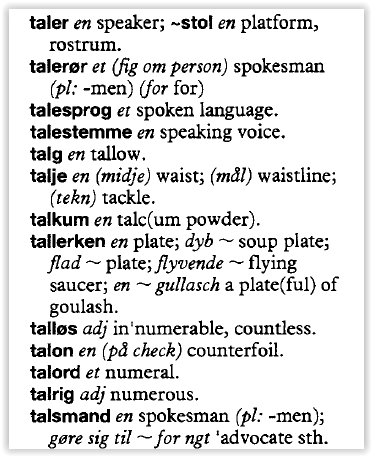 taler en speaker; ~stol en platform,
rostrum.
talerør et (fig om person) spokesman
(pl: -men) (for for)
talesprog et spoken language.
talestemme en speaking voice.
talg en tallow.
talje en (midje) waist; (mål) waistline;
(tekn) tackle.
talkum en talc(um powder).
tallerken en plate; dyb ~ soup plate;
flad ~ plate; flyvende ~ flying
saucer; en ~ gullasch a plate(ful) of
goulash.
talløs adj in'numerable, countless.
talon en (på check) counterfoil.
talord et numeral.
talrig adj numerous.
talsmand en spokesman (pl: -men);
gøre sig til ~ for ngt 'advocate sth.